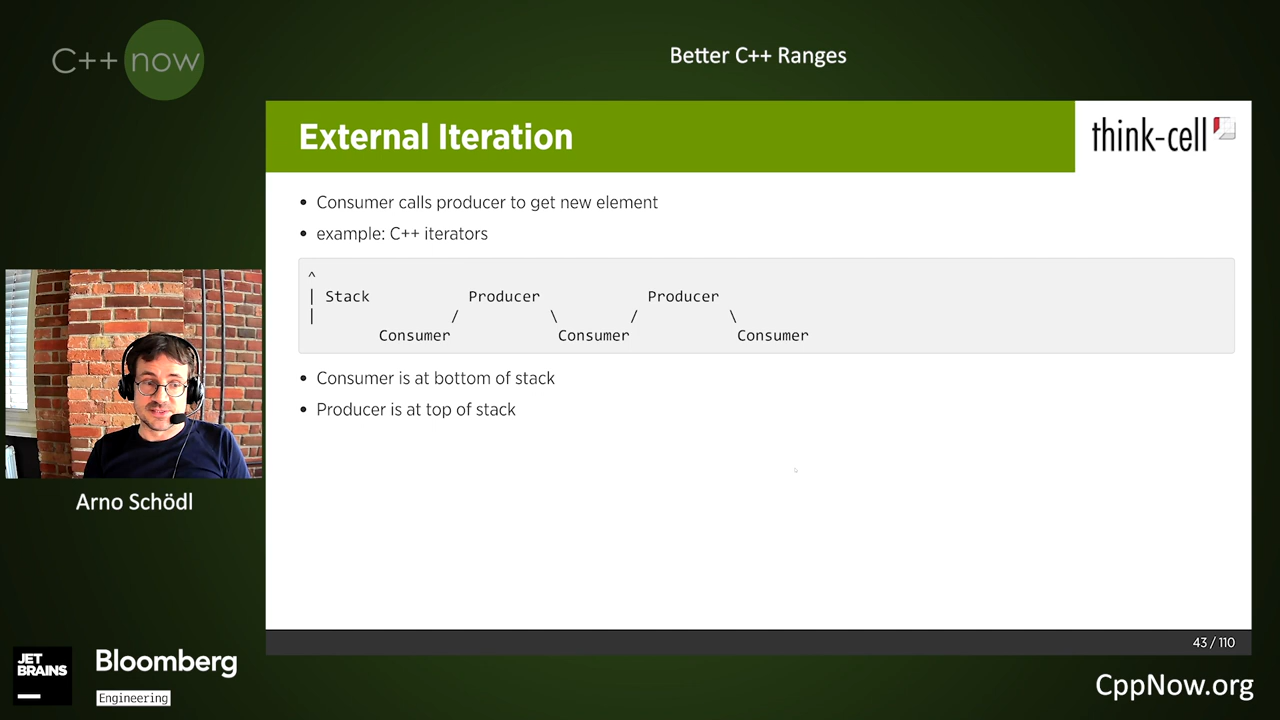 C++ now
Better C++ Ranges
External Iteration
think-cell
• Consumer calls producer to get new element
• example: C++ iterators
^
| Stack           Producer            Producer
|                /          \        /          \
        Consumer            Consumer            Consumer
• Consumer is at bottom of stack
• Producer is at top of stack
Arno Schödl
43 / 110
JET
BRAINS
Bloomberg
Engineering
CppNow.org